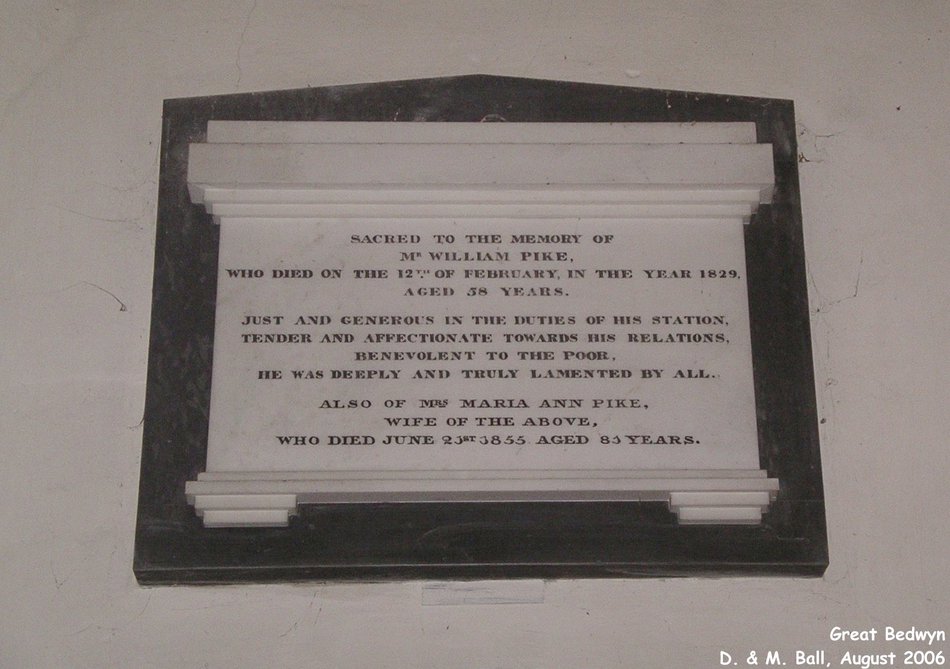 SACRED TO THE MEMORY OF
MR WILLIAM PIKE,
WHO DIED ON THE 12TH OF FEBRUARY, IN THE YEAR 1829,
AGED 58 YEARS.
JUST AND GENEROUS IN THE DUTIES OF HIS STATION,
TENDER AND AFFECTIONATE TOWARDS HIS RELATIONS,
BENEVOLENT TO THE POOR,
HE WAS DEEPLY AND TRULY LAMENTED BY ALL.
ALSO OF MRS MARIA ANN PIKE,
WIFE OF THE ABOVE,
WHO DIED JUNE 1855. AGED YEARS.
Great Bedwyn
D. & M. Ball, August 2006